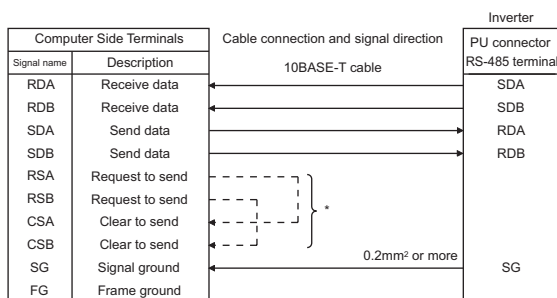 Inverter
Computer Side Terminals Cable connection and signal direction PU connector
Signal name Description 10BASE-T cable RS-485 terminal
RDA Receive data SDA
RDB Receive data SDB
SDA Send data RDA
SDB Send data RDB
RSA Request to send
RSB Request to send *
CSA Clear to send
CSB Clear to send
SG Signal ground 0.2mm² or more SG
FG Frame ground